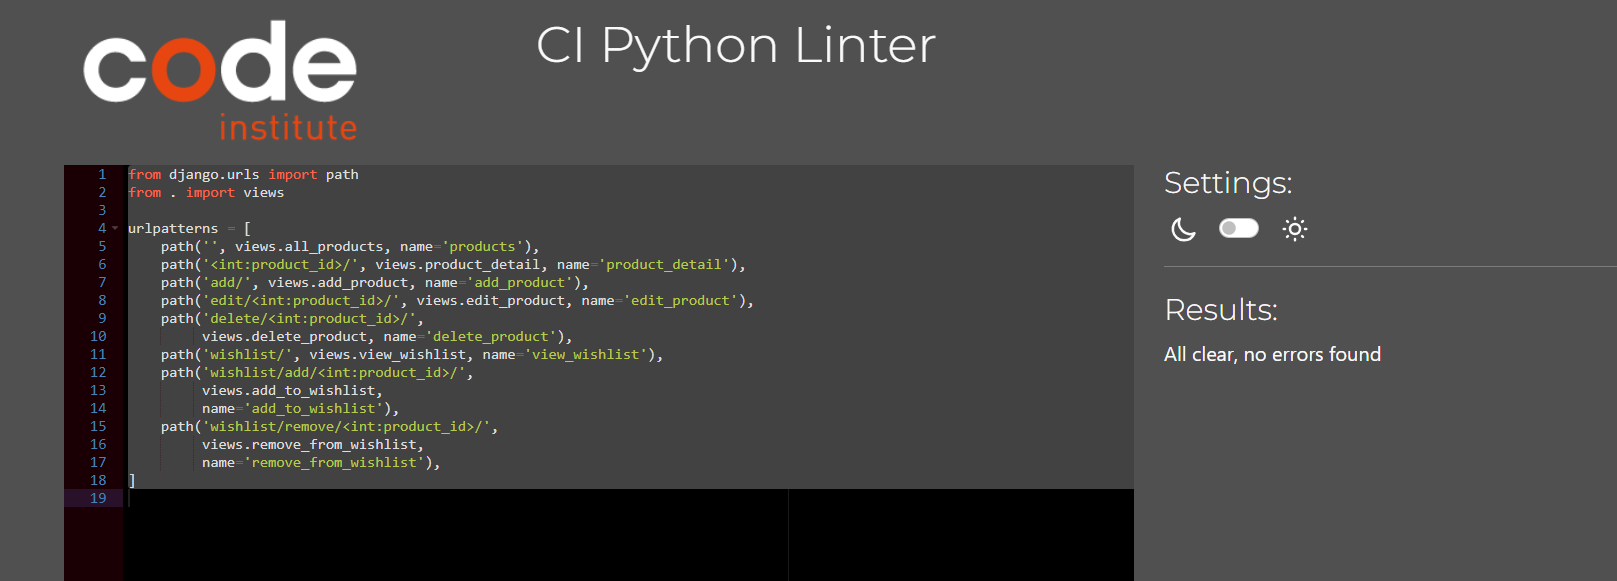 code
institute
CI Python Linter
1 from django.urls import path
2 from . import views
3
4 urlpatterns = [
5     path('', views.all_products, name='products'),
6     path('<int:product_id>/', views.product_detail, name='product_detail'),
7     path('add/', views.add_product, name='add_product'),
8     path('edit/<int:product_id>/', views.edit_product, name='edit_product'),
9     path('delete/<int:product_id>/',
10         views.delete_product, name='delete_product'),
11     path('wishlist/', views.view_wishlist, name='view_wishlist'),
12     path('wishlist/add/<int:product_id>/',
13         views.add_to_wishlist,
14         name='add_to_wishlist'),
15     path('wishlist/remove/<int:product_id>/',
16         views.remove_from_wishlist,
17         name='remove_from_wishlist'),
18 ]
19
Settings:
Results:
All clear, no errors found